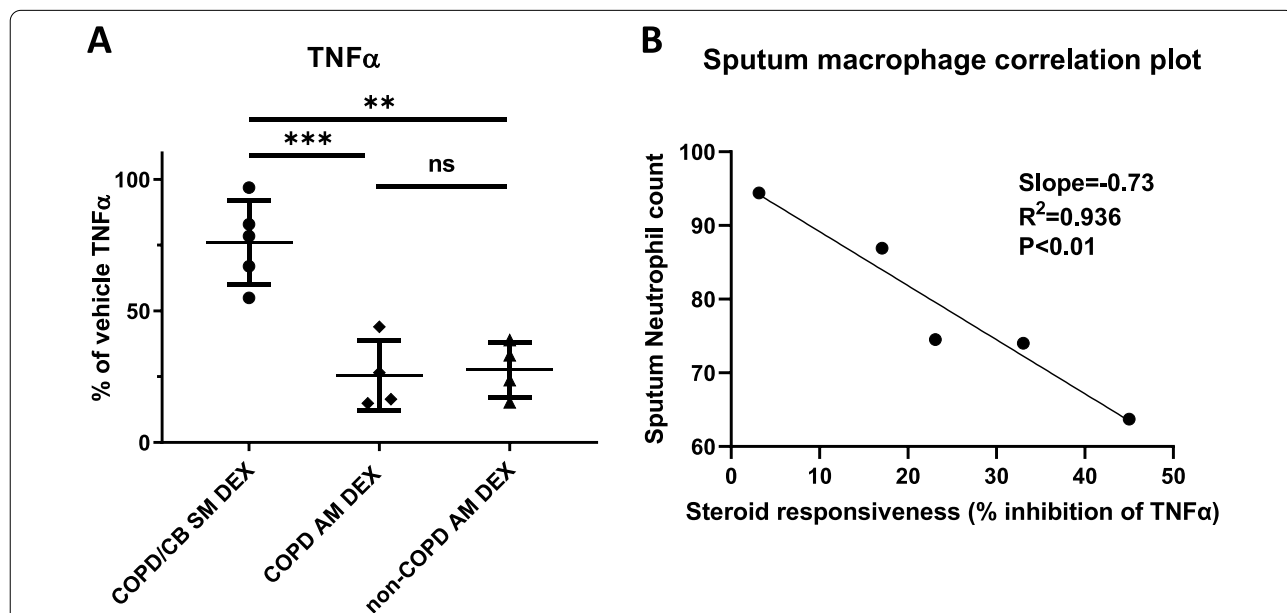 A
TNFα
**
***
ns
% of vehicle TNFα
100
50
0
COPD/CB SM DEX
COPD AM DEX
non-COPD AM DEX
B
Sputum macrophage correlation plot
Slope=-0.73
R²=0.936
P<0.01
Sputum Neutrophil count
100
90
80
70
60
0 10 20 30 40 50
Steroid responsiveness (% inhibition of TNFα)